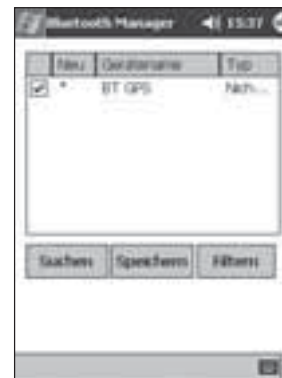 Bluetooth Manager 15:37
Neu Gerätename Typ
* BT GPS Nich...
Suchen Speichern Filtern